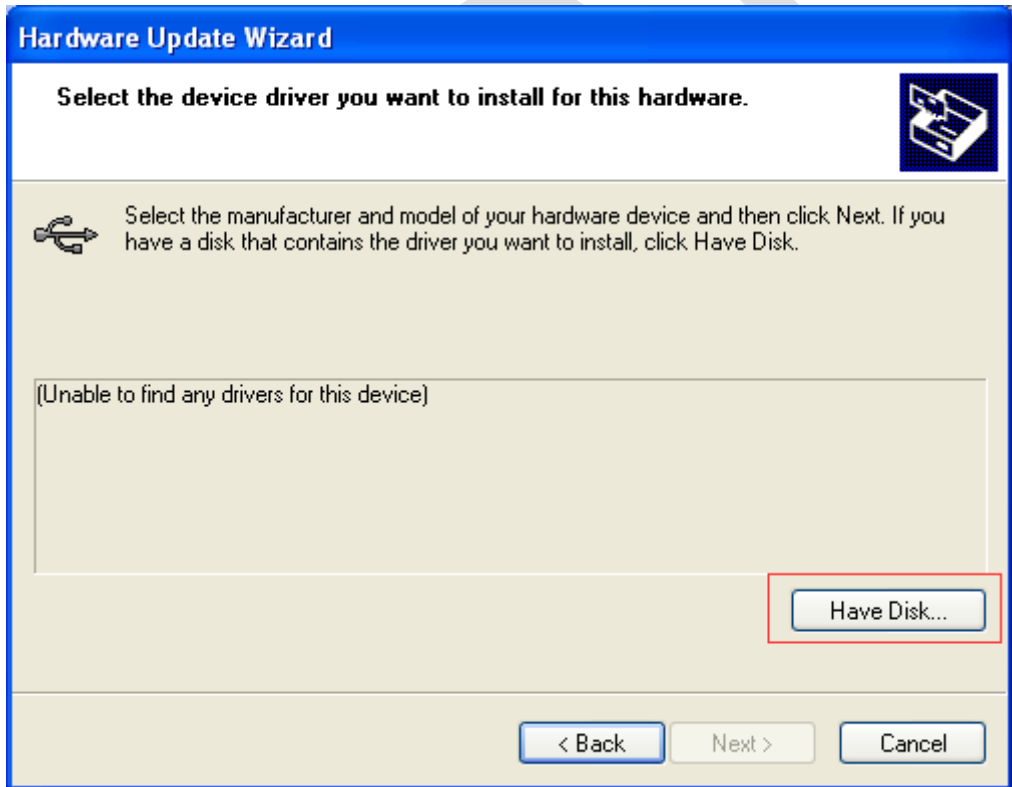 Hardware Update Wizard
Select the device driver you want to install for this hardware.
Select the manufacturer and model of your hardware device and then click Next. If you
have a disk that contains the driver you want to install, click Have Disk.
(Unable to find any drivers for this device)
Have Disk...
< Back
Next >
Cancel